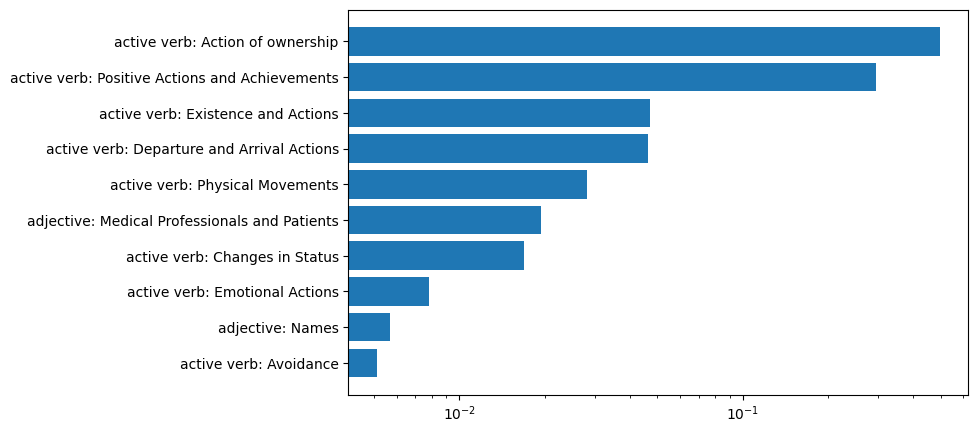 active verb: Action of ownership
active verb: Positive Actions and Achievements
active verb: Existence and Actions
active verb: Departure and Arrival Actions
active verb: Physical Movements
adjective: Medical Professionals and Patients
active verb: Changes in Status
active verb: Emotional Actions
adjective: Names
active verb: Avoidance
10⁻² 10⁻¹